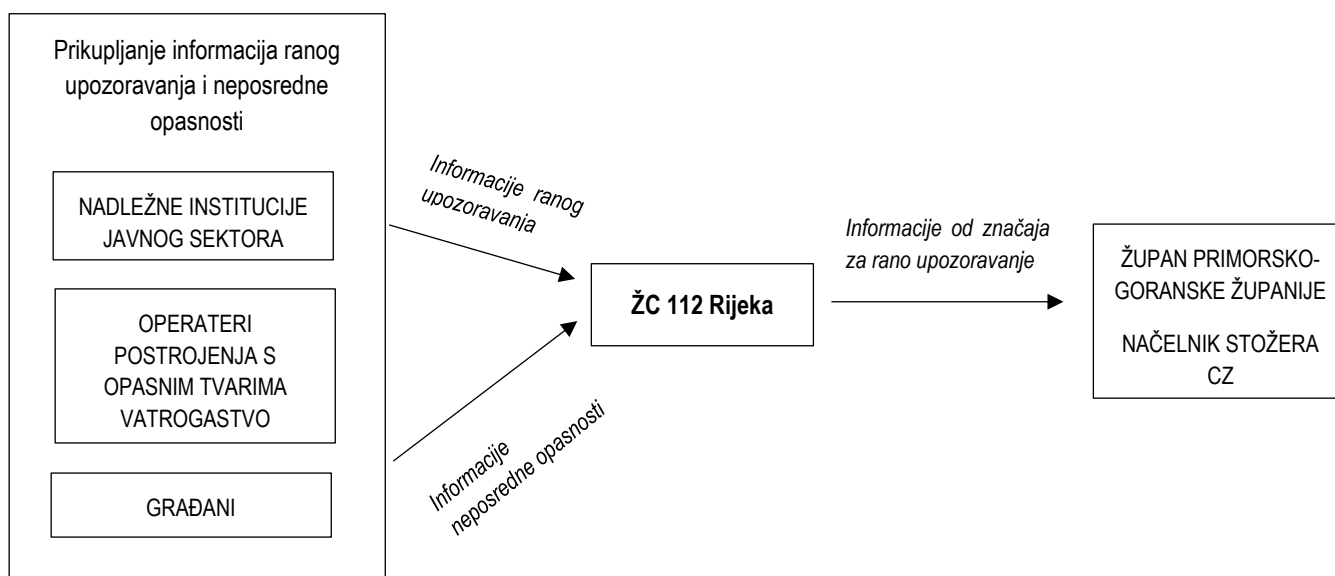 Prikupljanje informacija ranog
upozoravanja i neposredne
opasnosti
NADLEŽNE INSTITUCIJE
JAVNOG SEKTORA
OPERATERI
POSTROJENJA S
OPASNIM TVARIMA
VATROGASTVO
GRAĐANI
Informacije ranog
upozoravanja
Informacije
neposredne opasnosti
ŽC 112 Rijeka
Informacije od značaja
za rano upozoravanje
ŽUPAN PRIMORSKO-
GORANSKE ŽUPANIJE
NAČELNIK STOŽERA
CZ